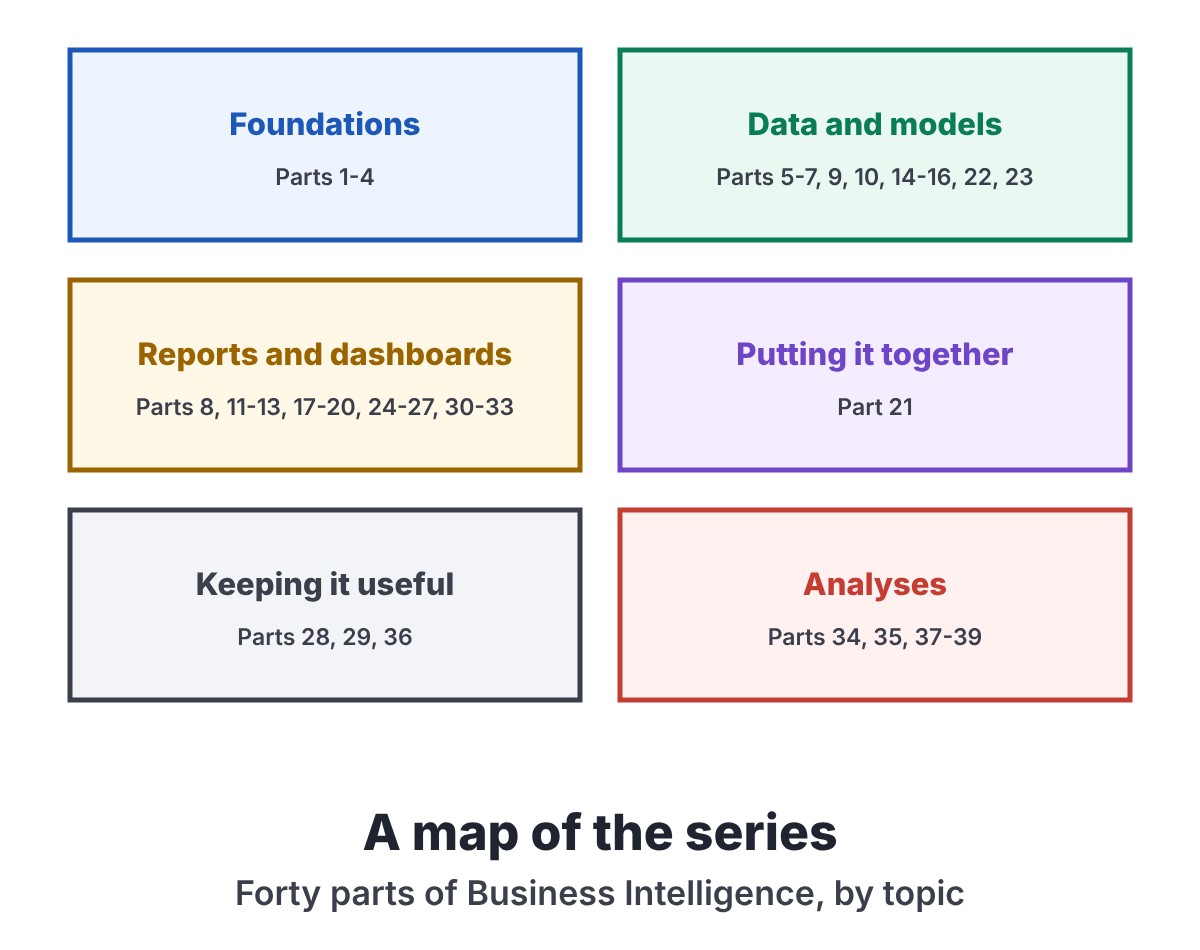 Foundations
Parts 1-4
Data and models
Parts 5-7, 9, 10, 14-16, 22, 23
Reports and dashboards
Parts 8, 11-13, 17-20, 24-27, 30-33
Putting it together
Part 21
Keeping it useful
Parts 28, 29, 36
Analyses
Parts 34, 35, 37-39
A map of the series
Forty parts of Business Intelligence, by topic